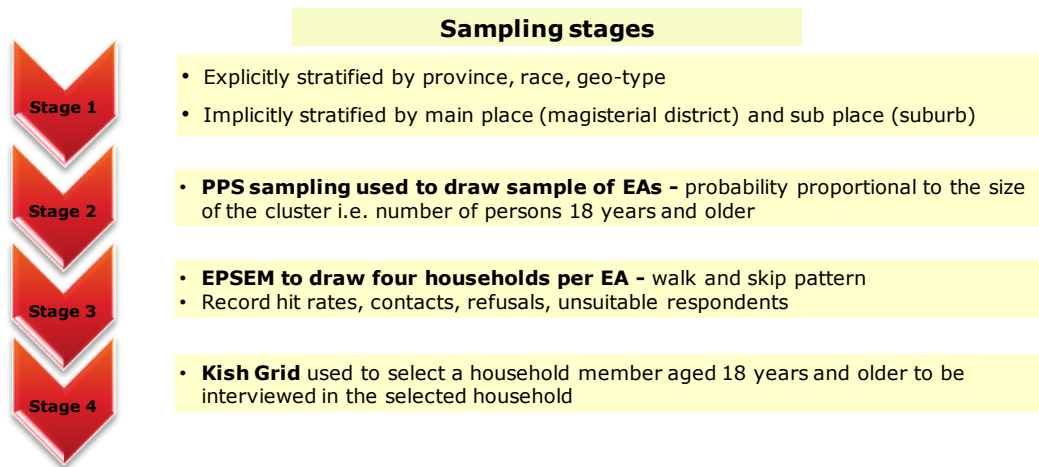 Sampling stages
Stage 1
• Explicitly stratified by province, race, geo-type
• Implicitly stratified by main place (magisterial district) and sub place (suburb)
Stage 2
• PPS sampling used to draw sample of EAs - probability proportional to the size
of the cluster i.e. number of persons 18 years and older
Stage 3
• EPSEM to draw four households per EA - walk and skip pattern
• Record hit rates, contacts, refusals, unsuitable respondents
Stage 4
• Kish Grid used to select a household member aged 18 years and older to be
interviewed in the selected household